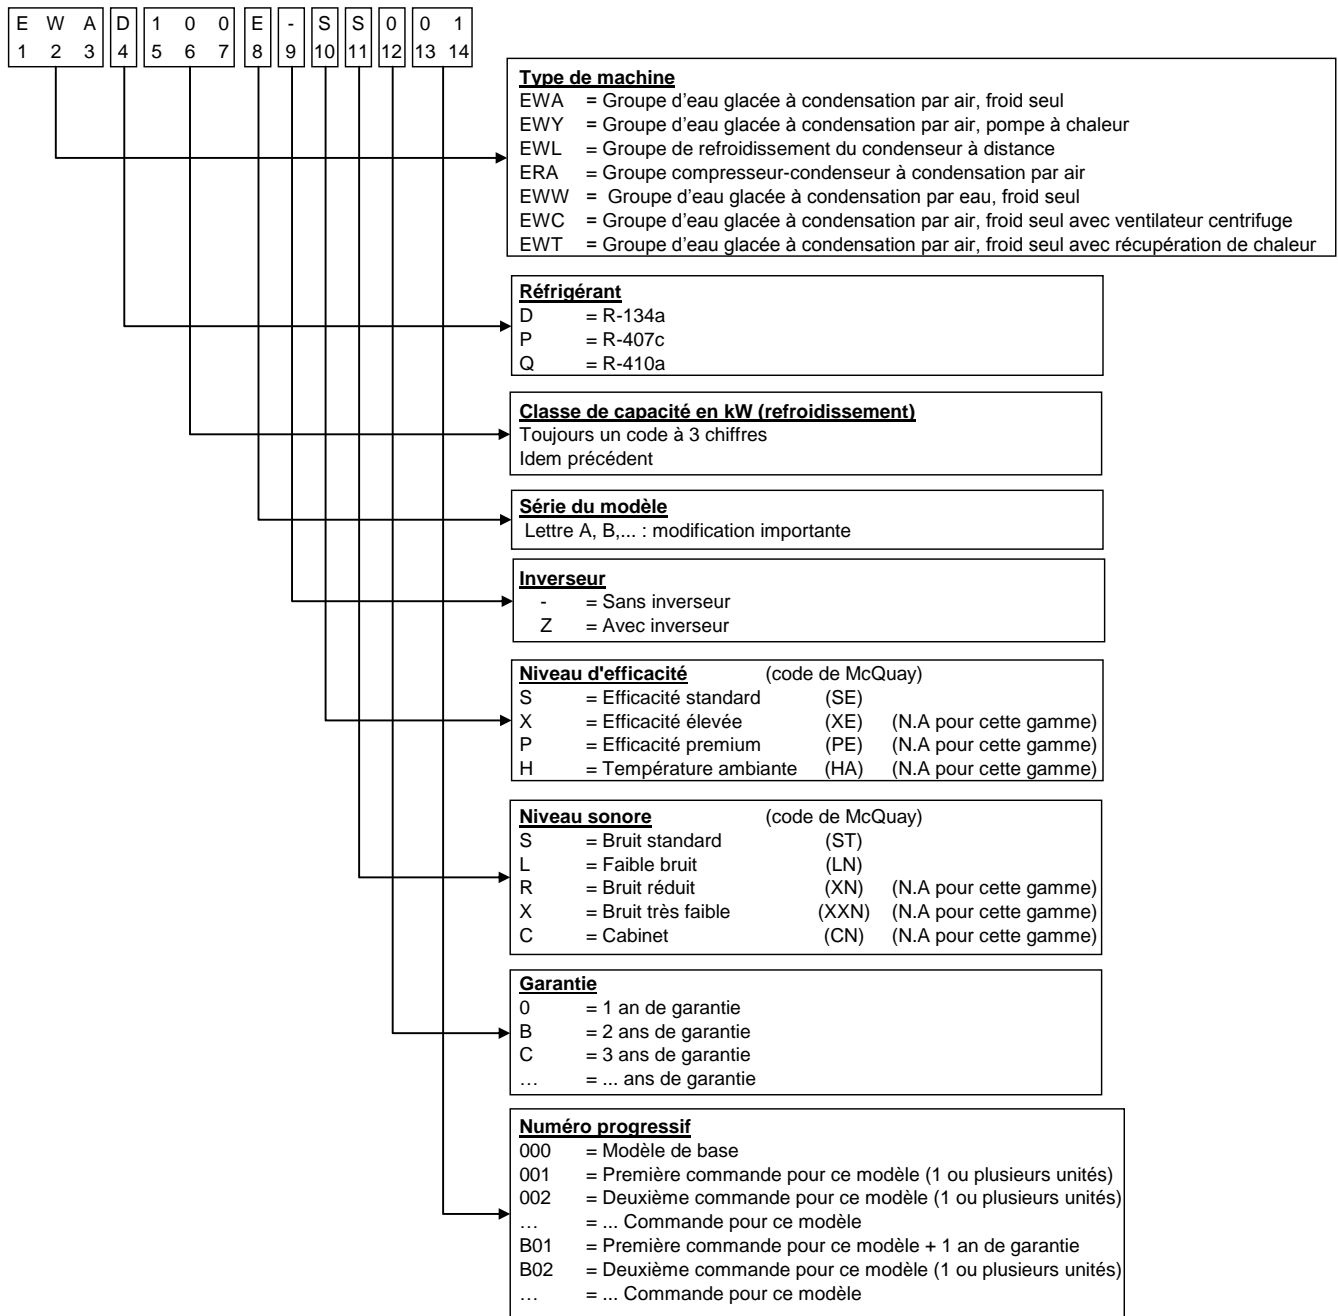 E W A D 1 0 0 E - S S 0 0 1
1 2 3 4 5 6 7 8 9 10 11 12 13 14
Type de machine
EWA = Groupe d'eau glacée à condensation par air, froid seul
EWY = Groupe d'eau glacée à condensation par air, pompe à chaleur
EWL = Groupe de refroidissement du condenseur à distance
ERA = Groupe compresseur-condenseur à condensation par air
EWW = Groupe d'eau glacée à condensation par eau, froid seul
EWC = Groupe d'eau glacée à condensation par air, froid seul avec ventilateur centrifuge
EWT = Groupe d'eau glacée à condensation par air, froid seul avec récupération de chaleur
Réfrigérant
D = R-134a
P = R-407c
Q = R-410a
Classe de capacité en kW (refroidissement)
Toujours un code à 3 chiffres
Idem précédent
Série du modèle
Lettre A, B,... : modification importante
Inverseur
- = Sans inverseur
Z = Avec inverseur
Niveau d'efficacité (code de McQuay)
S = Efficacité standard (SE)
X = Efficacité élevée (XE) (N.A pour cette gamme)
P = Efficacité premium (PE) (N.A pour cette gamme)
H = Température ambiante (HA) (N.A pour cette gamme)
Niveau sonore (code de McQuay)
S = Bruit standard (ST)
L = Faible bruit (LN)
R = Bruit réduit (XN) (N.A pour cette gamme)
X = Bruit très faible (XXN) (N.A pour cette gamme)
C = Cabinet (CN) (N.A pour cette gamme)
Garantie
0 = 1 an de garantie
B = 2 ans de garantie
C = 3 ans de garantie
… = ... ans de garantie
Numéro progressif
000 = Modèle de base
001 = Première commande pour ce modèle (1 ou plusieurs unités)
002 = Deuxième commande pour ce modèle (1 ou plusieurs unités)
… = ... Commande pour ce modèle
B01 = Première commande pour ce modèle + 1 an de garantie
B02 = Deuxième commande pour ce modèle (1 ou plusieurs unités)
… = ... Commande pour ce modèle